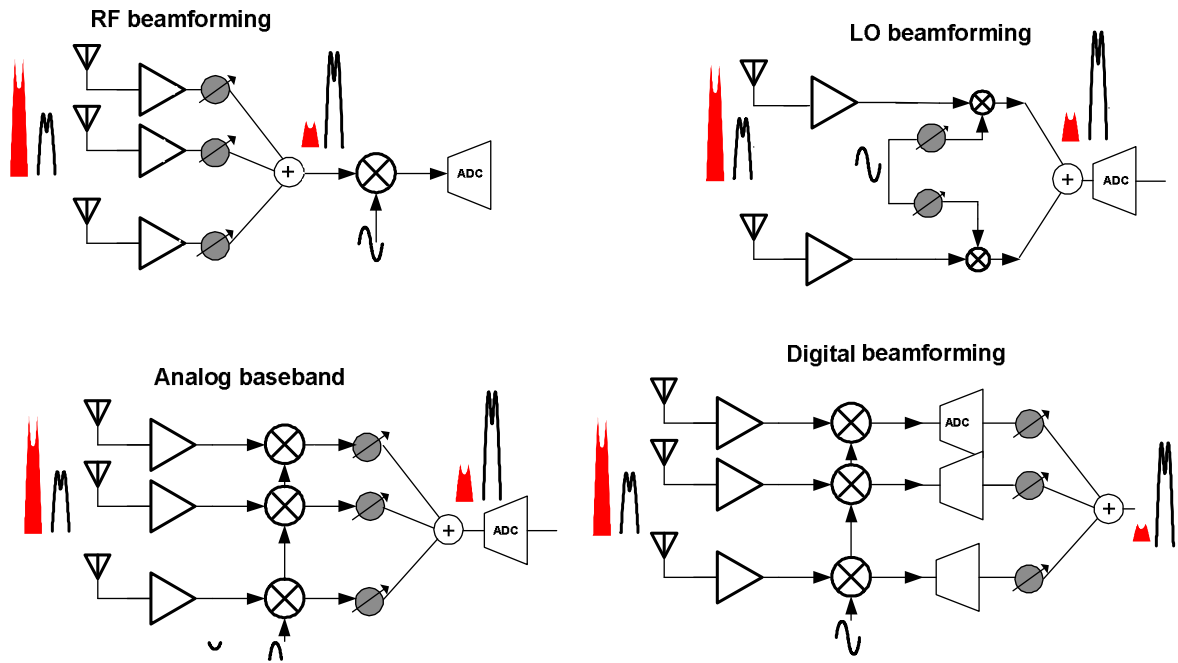 RF beamforming
LO beamforming
+
ADC
+
ADC
Analog baseband
Digital beamforming
ADC
+
ADC
+